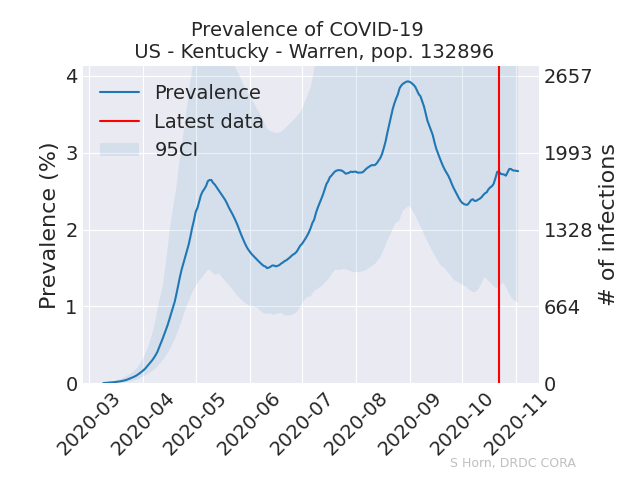 Prevalence of COVID-19
US - Kentucky - Warren, pop. 132896
Prevalence
Latest data
95CI
Prevalence (%)
4
3
2
1
0
2657
1993
1328
664
0
# of infections
2020-03
2020-04
2020-05
2020-06
2020-07
2020-08
2020-09
2020-10
2020-11
S Horn, DRDC CORA